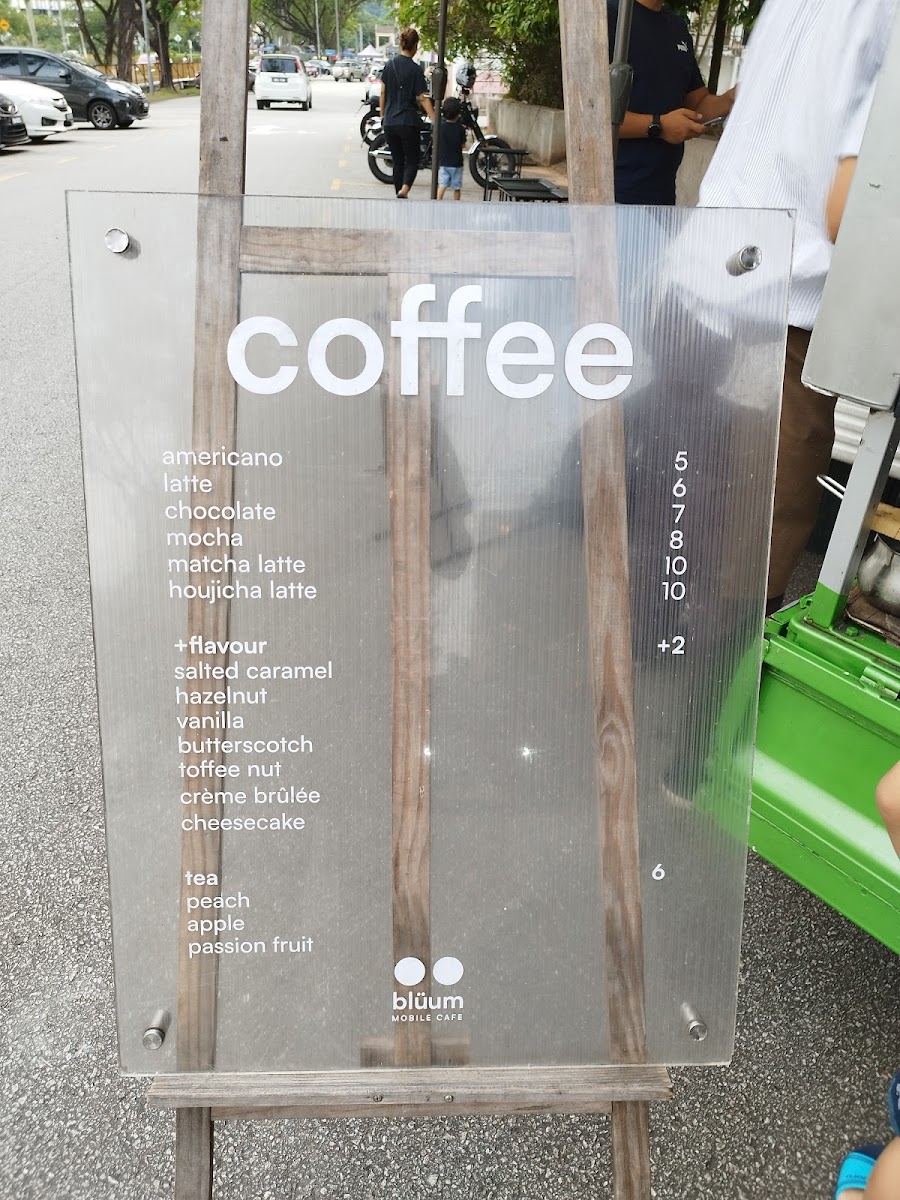 coffee
americano 5
latte 6
chocolate 7
mocha 8
matcha latte 10
houjicha latte 10
+flavour +2
salted caramel
hazelnut
vanilla
butterscotch
toffee nut
crème brûlée
cheesecake
tea 6
peach
apple
passion fruit
blüum
MOBILE CAFE